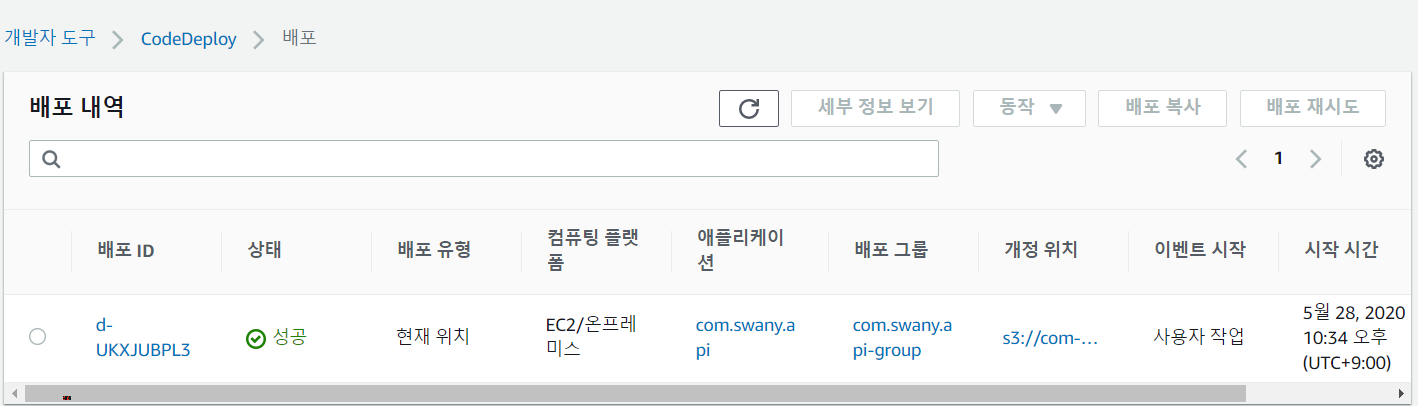 개발자 도구 CodeDeploy 배포
배포 내역
세부 정보 보기 동작 배포 복사 배포 재시도
1
배포 ID 상태 배포 유형 컴퓨팅 플랫 애플리케이 배포 그룹 개정 위치 이벤트 시작 시작 시간
폼 션
d- 성공 현재 위치 EC2/온프레 com.swany.a com.swany.a s3://com-... 사용자 작업 5월 28, 2020
UKXJUBPL3 미스 pi pi-group 10:34 오후
(UTC+9:00)